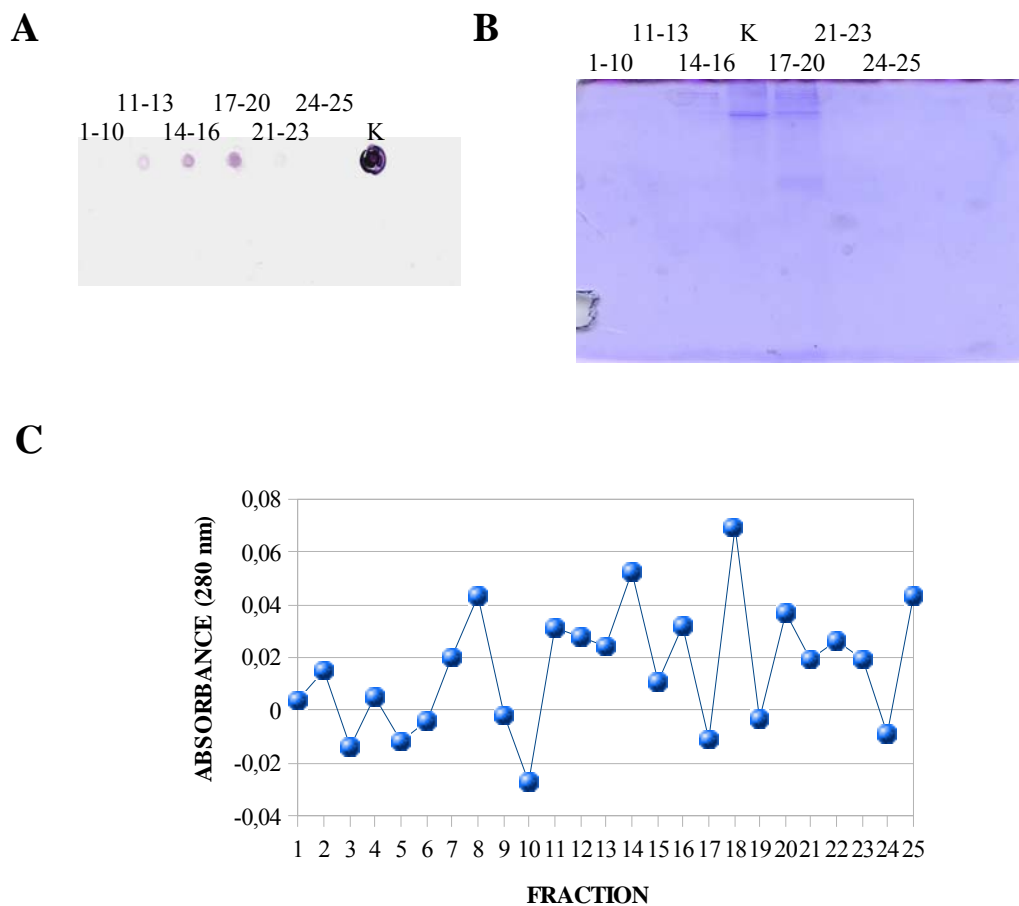 A
11-13 17-20 24-25
1-10 14-16 21-23 K
B
11-13 K 21-23
1-10 14-16 17-20 24-25
C
ABSORBANCE (280 nm)
0,08
0,06
0,04
0,02
0
-0,02
-0,04
1 2 3 4 5 6 7 8 9 10 11 12 13 14 15 16 17 18 19 20 21 22 23 24 25
FRACTION